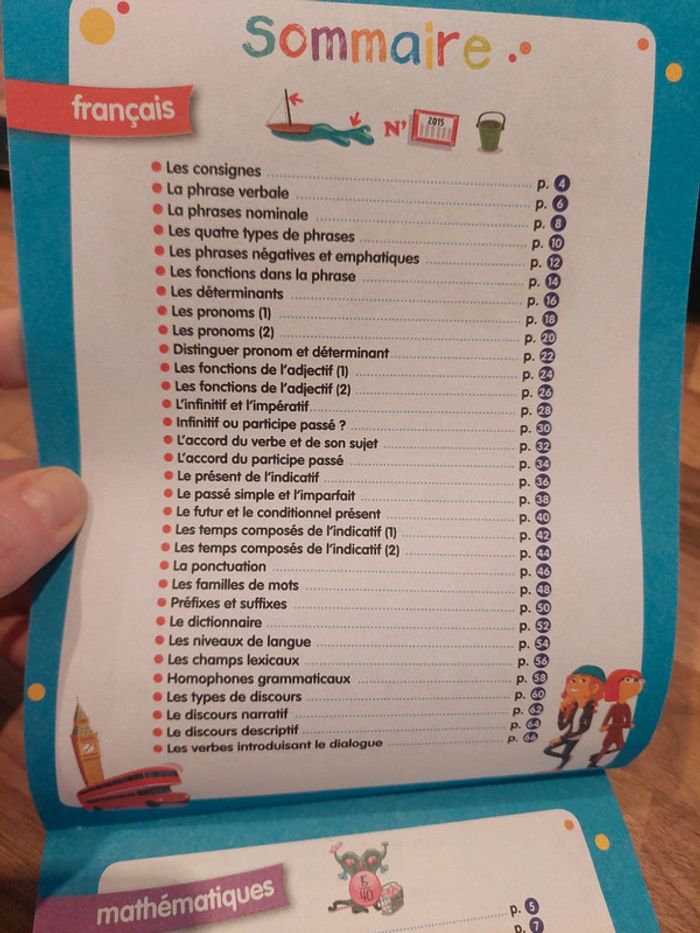 Sommaire
français
N'
2015
Les consignes p. 4
La phrase verbale p. 6
La phrases nominale p. 8
Les quatre types de phrases p. 10
Les phrases négatives et emphatiques p. 12
Les fonctions dans la phrase p. 14
Les déterminants p. 16
Les pronoms (1) p. 18
Les pronoms (2) p. 20
Distinguer pronom et déterminant p. 22
Les fonctions de l'adjectif (1) p. 24
Les fonctions de l'adjectif (2) p. 26
L'infinitif et l'impératif p. 28
Infinitif ou participe passé ? p. 30
L'accord du verbe et de son sujet p. 32
L'accord du participe passé p. 34
Le présent de l'indicatif p. 36
Le passé simple et l'imparfait p. 38
Le futur et le conditionnel présent p. 40
Les temps composés de l'indicatif (1) p. 42
Les temps composés de l'indicatif (2) p. 44
La ponctuation p. 46
Les familles de mots p. 48
Préfixes et suffixes p. 50
Le dictionnaire p. 52
Les niveaux de langue p. 54
Les champs lexicaux p. 56
Homophones grammaticaux p. 58
Les types de discours p. 60
Le discours narratif p. 62
Le discours descriptif p. 64
Les verbes introduisant le dialogue p. 66
mathématiques
15
40
p. 5
p. 7